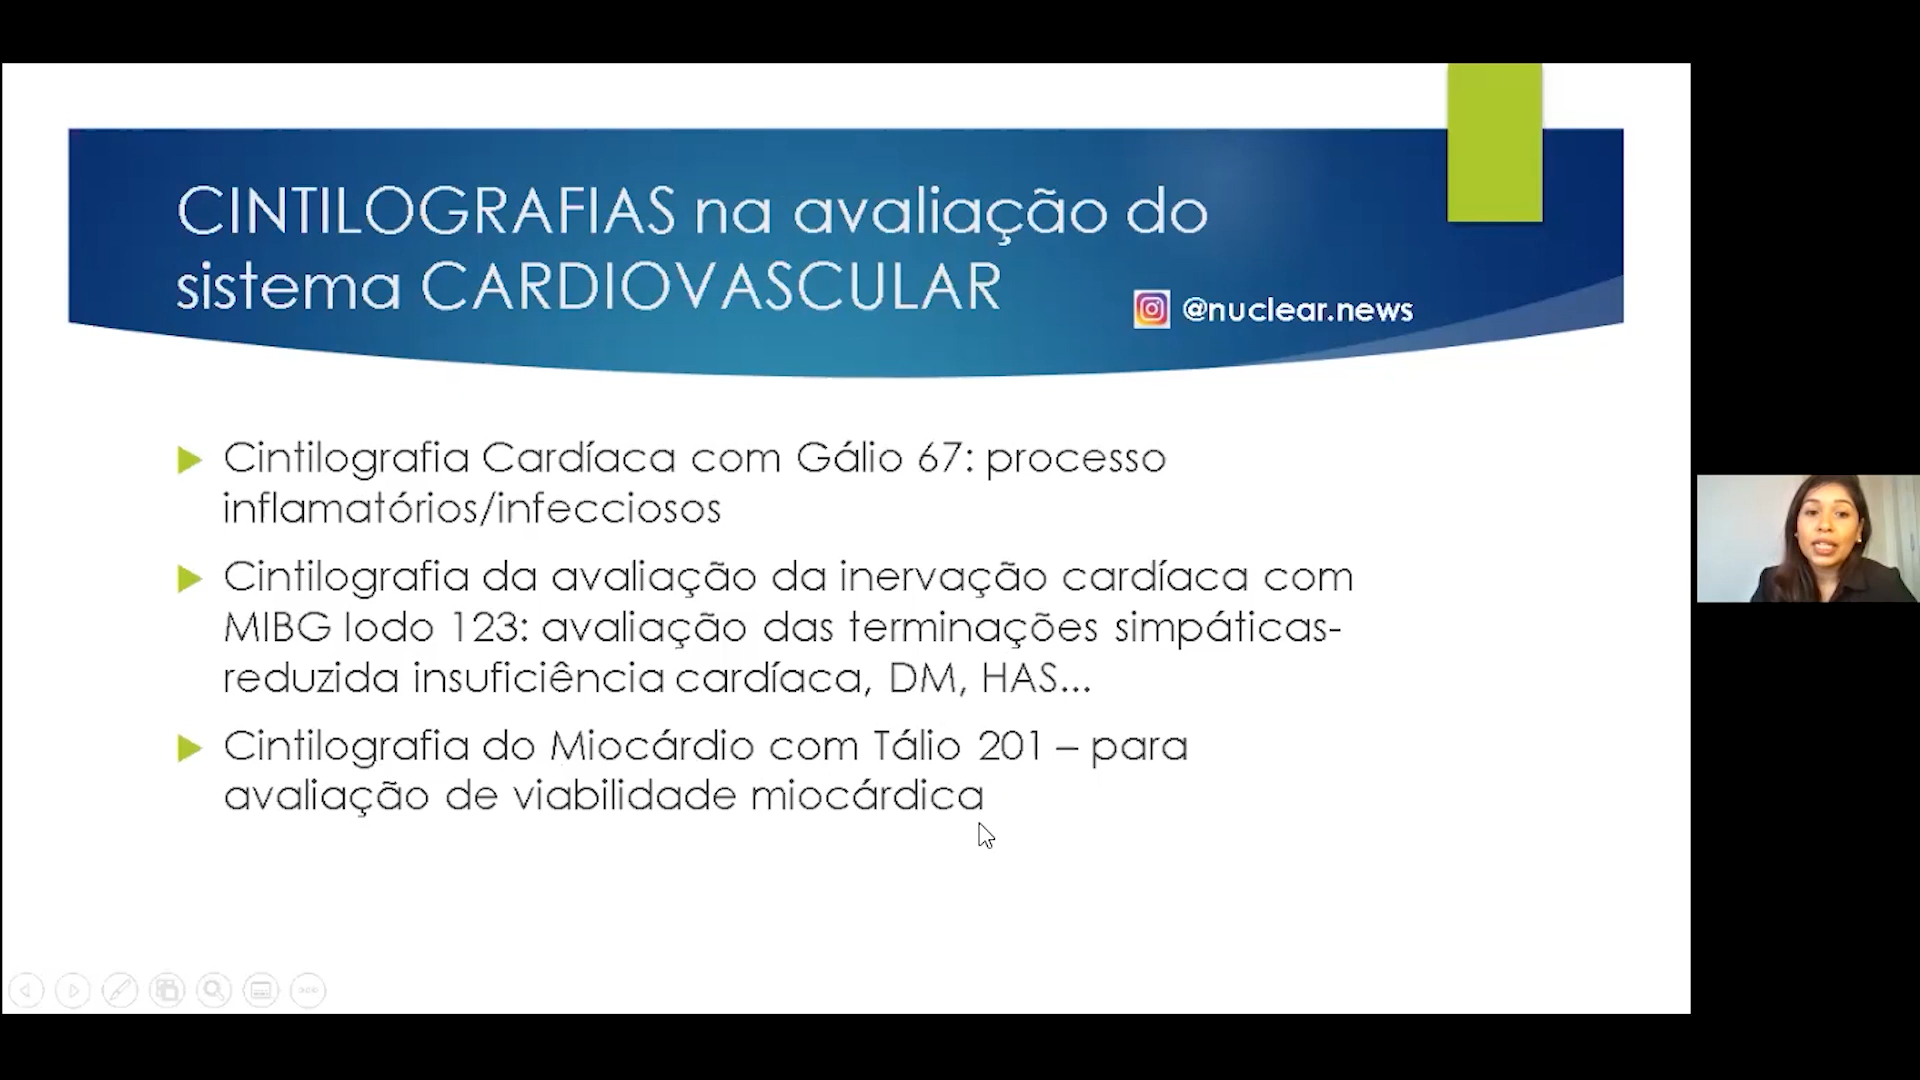 CINTILOGRAFIAS na avaliação do
sistema CARDIOVASCULAR
@nuclear.news
Cintilografia Cardíaca com Gálio 67: processo
inflamatórios/infecciosos
Cintilografia da avaliação da inervação cardíaca com
MIBG Iodo 123: avaliação das terminações simpáticas-
reduzida insuficiência cardíaca, DM, HAS...
Cintilografia do Miocárdio com Tálio 201 – para
avaliação de viabilidade miocárdica